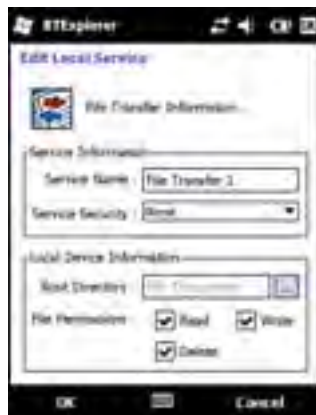 BTExplorer
Edit Local Service
File Transfer Information...
Service Information
Service Name : File Transfer 1
Service Security : None
Local Device Information
Root Directory :
File Permissions : Read Write
Delete
OK Cancel